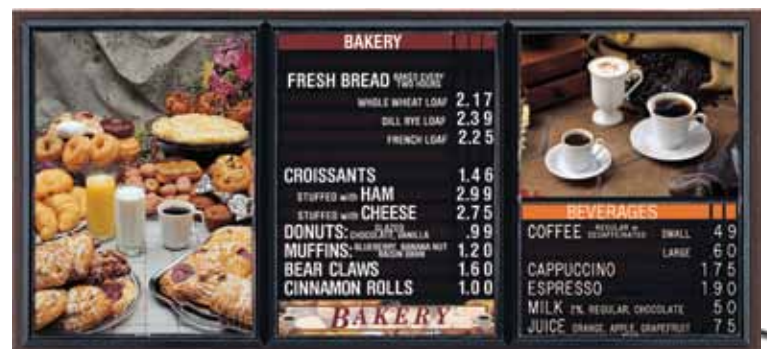 BAKERY
FRESH BREAD BAKED EVERY TWO HOURS
WHOLE WHEAT LOAF 2.17
DILL RYE LOAF 2.39
FRENCH LOAF 2.25
CROISSANTS 1.46
STUFFED with HAM 2.99
STUFFED with CHEESE 2.75
DONUTS: GLAZED CHOCOLATE, VANILLA .99
MUFFINS: BLUEBERRY, BANANA NUT RAISIN BRAN 1.20
BEAR CLAWS 1.60
CINNAMON ROLLS 1.00
BAKERY
BEVERAGES
COFFEE REGULAR or DECAFFEINATED SMALL 49
LARGE .60
CAPPUCCINO 175
ESPRESSO 190
MILK 2%, REGULAR, CHOCOLATE 50
JUICE ORANGE, APPLE, GRAPEFRUIT 75